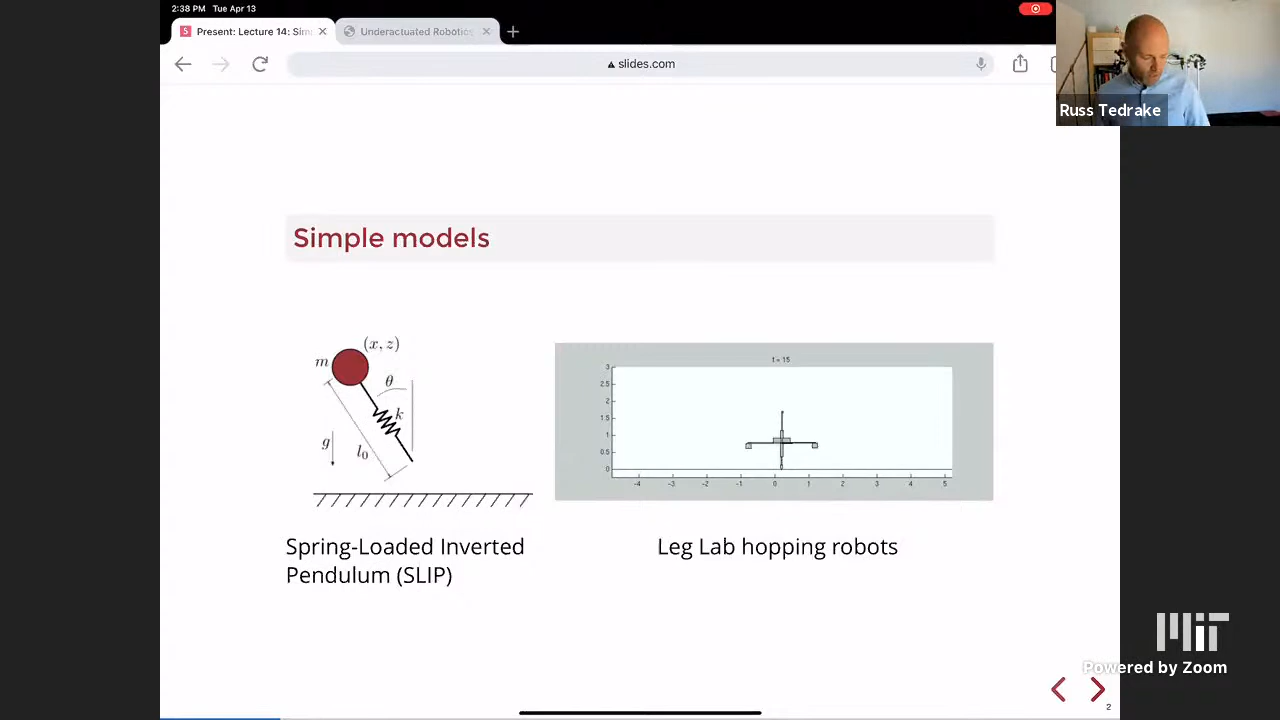 2:38 PM Tue Apr 13
Present: Lecture 14: Sim
Underactuated Robotics
slides.com
Russ Tedrake
Simple models
(x, z)
m
θ
k
g
l₀
t = 15
3
2.5
2
1.5
1
0.5
0
-4 -3 -2 -1 0 1 2 3 4 5
Spring-Loaded Inverted
Pendulum (SLIP)
Leg Lab hopping robots
MIT
Powered by Zoom
2